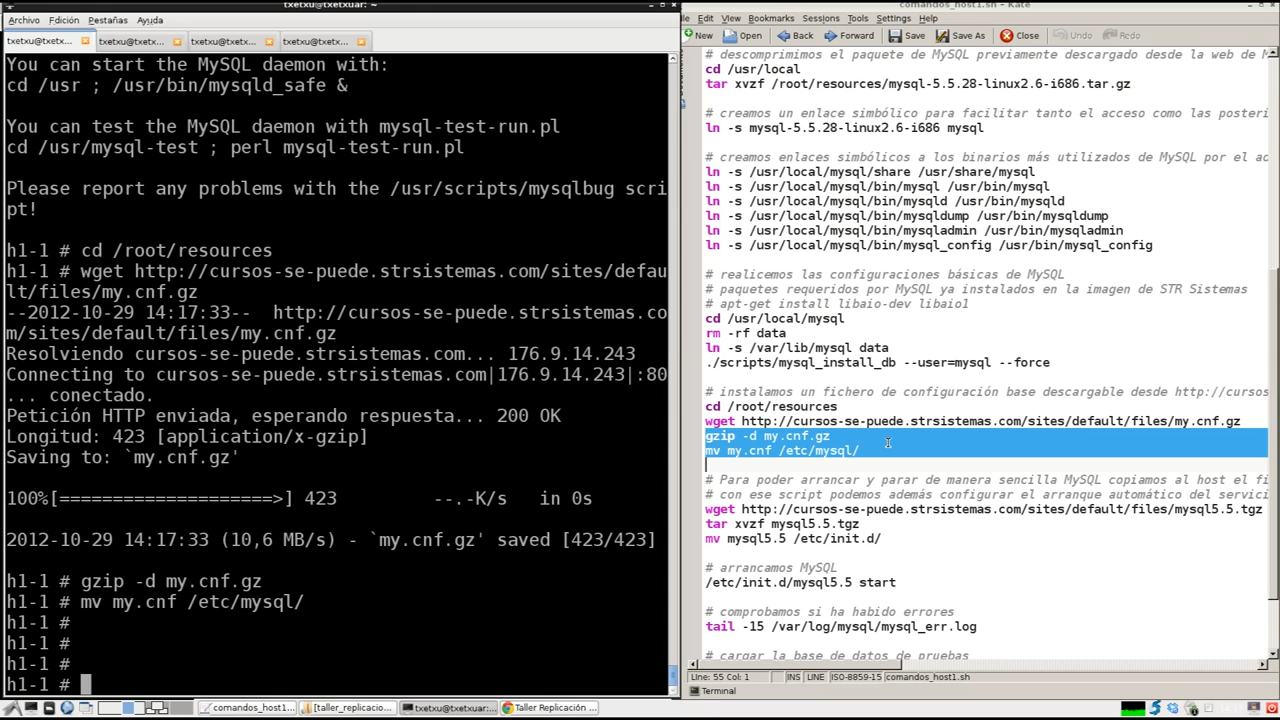 txetxu@txetxuar: ~
Archivo Edición Pestañas Ayuda
txetxu@txetx... txetxu@txetx... txetxu@txetx... txetxu@txetx...
You can start the MySQL daemon with:
cd /usr ; /usr/bin/mysqld_safe &
You can test the MySQL daemon with mysql-test-run.pl
cd /usr/mysql-test ; perl mysql-test-run.pl
Please report any problems with the /usr/scripts/mysqlbug scri
pt!
h1-1 # cd /root/resources
h1-1 # wget http://cursos-se-puede.strsistemas.com/sites/defau
lt/files/my.cnf.gz
--2012-10-29 14:17:33--  http://cursos-se-puede.strsistemas.co
m/sites/default/files/my.cnf.gz
Resolviendo cursos-se-puede.strsistemas.com... 176.9.14.243
Connecting to cursos-se-puede.strsistemas.com|176.9.14.243|:80
... conectado.
Petición HTTP enviada, esperando respuesta... 200 OK
Longitud: 423 [application/x-gzip]
Saving to: `my.cnf.gz'
100%[====================>] 423 --.-K/s in 0s
2012-10-29 14:17:33 (10,6 MB/s) - `my.cnf.gz' saved [423/423]
h1-1 # gzip -d my.cnf.gz
h1-1 # mv my.cnf /etc/mysql/
h1-1 #
h1-1 #
h1-1 #
h1-1 #
comandos_host1.sh - Kate
File Edit View Bookmarks Sessions Tools Settings Help
New Open Back Forward Save Save As Close Undo Redo
# descomprimimos el paquete de MySQL previamente descargado desde la web de M
cd /usr/local
tar xvzf /root/resources/mysql-5.5.28-linux2.6-i686.tar.gz
# creamos un enlace simbólico para facilitar tanto el acceso como las posteri
ln -s mysql-5.5.28-linux2.6-i686 mysql
# creamos enlaces simbólicos a los binarios más utilizados de MySQL por el ad
ln -s /usr/local/mysql/share /usr/share/mysql
ln -s /usr/local/mysql/bin/mysql /usr/bin/mysql
ln -s /usr/local/mysql/bin/mysqld /usr/bin/mysqld
ln -s /usr/local/mysql/bin/mysqldump /usr/bin/mysqldump
ln -s /usr/local/mysql/bin/mysqladmin /usr/bin/mysqladmin
ln -s /usr/local/mysql/bin/mysql_config /usr/bin/mysql_config
# realicemos las configuraciones básicas de MySQL
# paquetes requeridos por MySQL ya instalados en la imagen de STR Sistemas
# apt-get install libaio-dev libaio1
cd /usr/local/mysql
rm -rf data
ln -s /var/lib/mysql data
./scripts/mysql_install_db --user=mysql --force
# instalamos un fichero de configuración base descargable desde http://cursos
cd /root/resources
wget http://cursos-se-puede.strsistemas.com/sites/default/files/my.cnf.gz
gzip -d my.cnf.gz
mv my.cnf /etc/mysql/
# Para poder arrancar y parar de manera sencilla MySQL copiamos al host el fi
# con ese script podemos además configurar el arranque automático del servici
wget http://cursos-se-puede.strsistemas.com/sites/default/files/mysql5.5.tgz
tar xvzf mysql5.5.tgz
mv mysql5.5 /etc/init.d/
# arrancamos MySQL
/etc/init.d/mysql5.5 start
# comprobamos si ha habido errores
tail -15 /var/log/mysql/mysql_err.log
# cargar la base de datos de pruebas
Line: 55 Col: 1 INS LINE ISO-8859-15 comandos_host1.sh
Terminal
comandos_host1.... [taller_replicacio... txetxu@txetxuar:... Taller Replicación ...